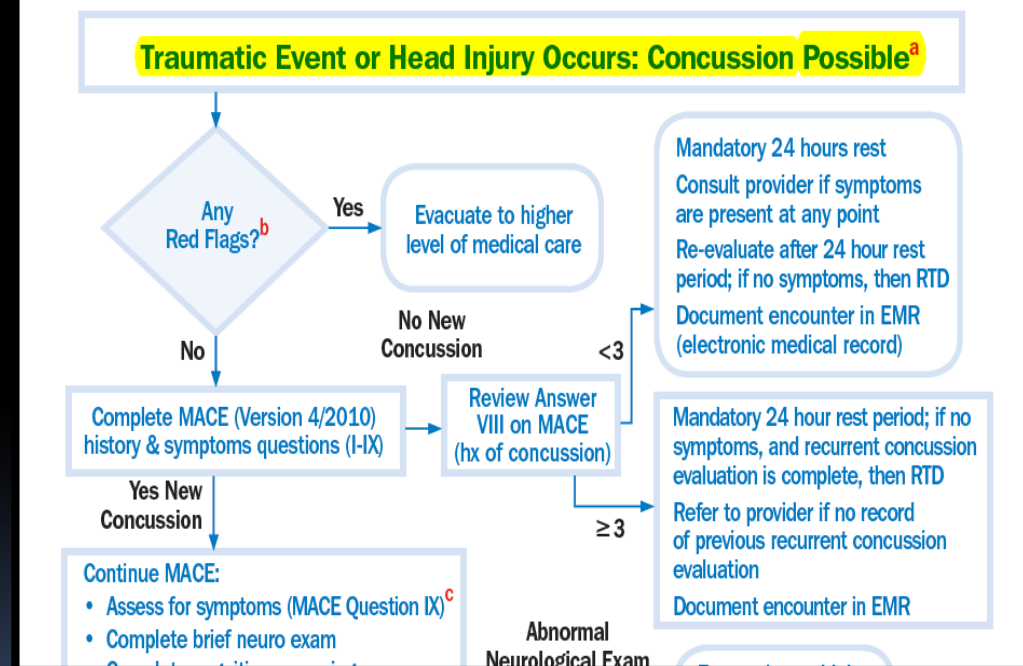 Traumatic Event or Head Injury Occurs: Concussion Possibleᵃ
Any
Red Flags?ᵇ
Yes
Evacuate to higher
level of medical care
No
Complete MACE (Version 4/2010)
history & symptoms questions (I-IX)
No New
Concussion
Review Answer
VIII on MACE
(hx of concussion)
<3
Mandatory 24 hours rest
Consult provider if symptoms
are present at any point
Re-evaluate after 24 hour rest
period; if no symptoms, then RTD
Document encounter in EMR
(electronic medical record)
≥3
Mandatory 24 hour rest period; if no
symptoms, and recurrent concussion
evaluation is complete, then RTD
Refer to provider if no record
of previous recurrent concussion
evaluation
Document encounter in EMR
Yes New
Concussion
Continue MACE:
• Assess for symptoms (MACE Question IX)ᶜ
• Complete brief neuro exam
Abnormal
Neurological Exam